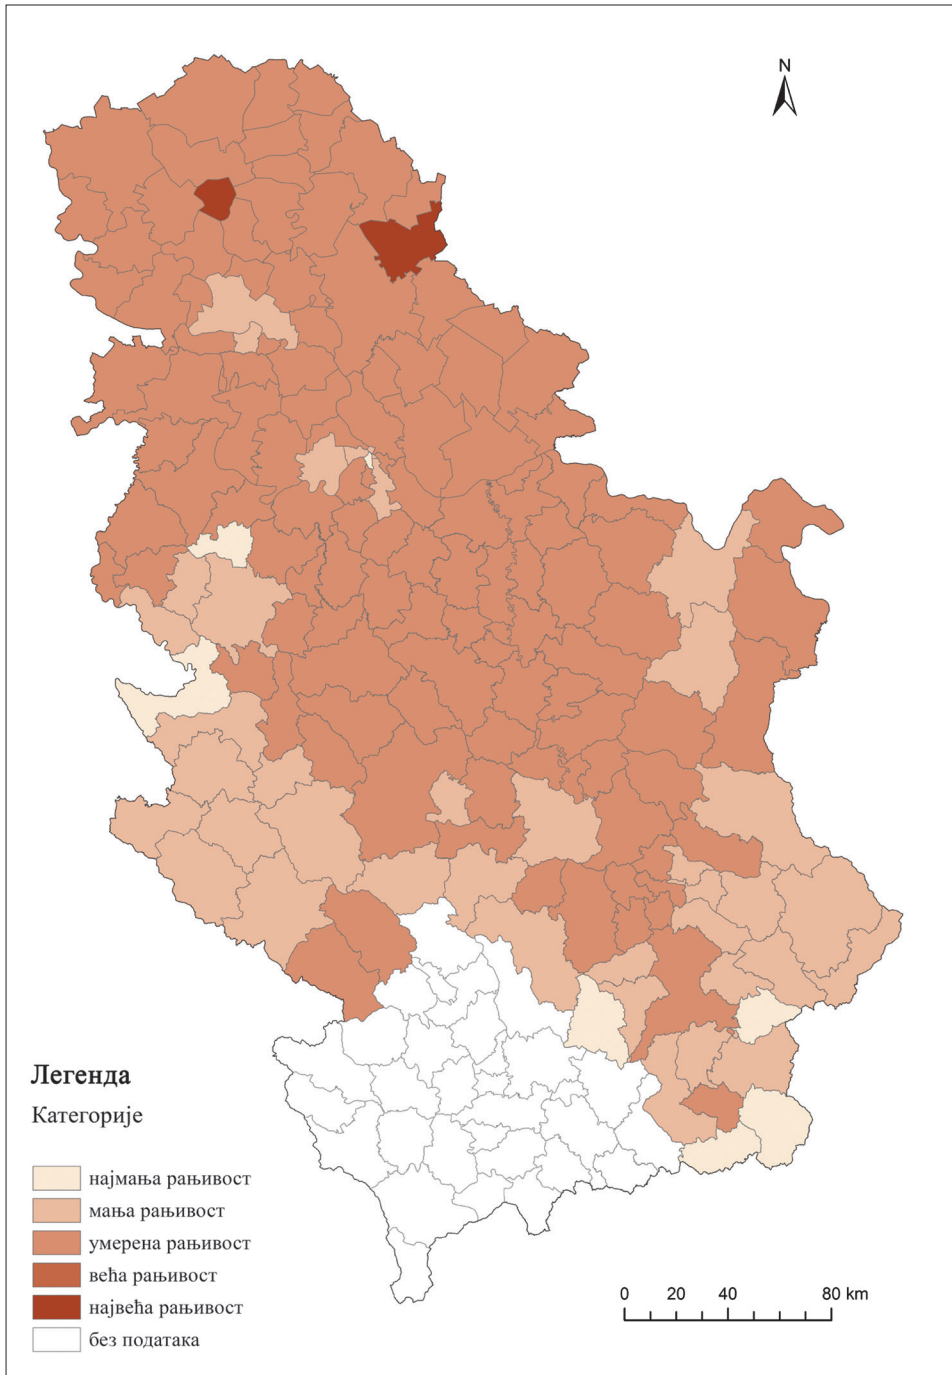 N
Легенда
Категорије
најмања рањивост
мања рањивост
умерена рањивост
већа рањивост
највећа рањивост
без података
0 20 40 80 km